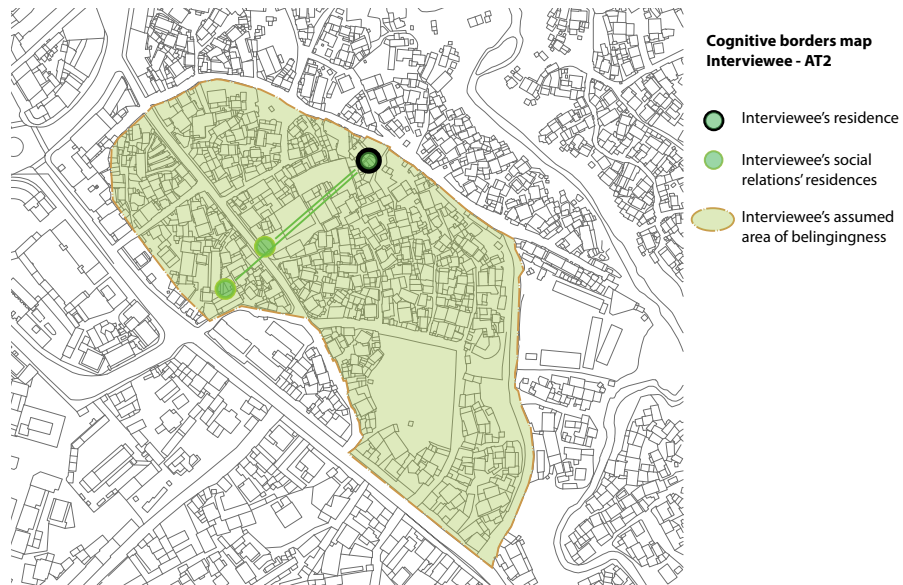 Cognitive borders map
Interviewee - AT2
Interviewee's residence
Interviewee's social
relations' residences
Interviewee's assumed
area of belingingness